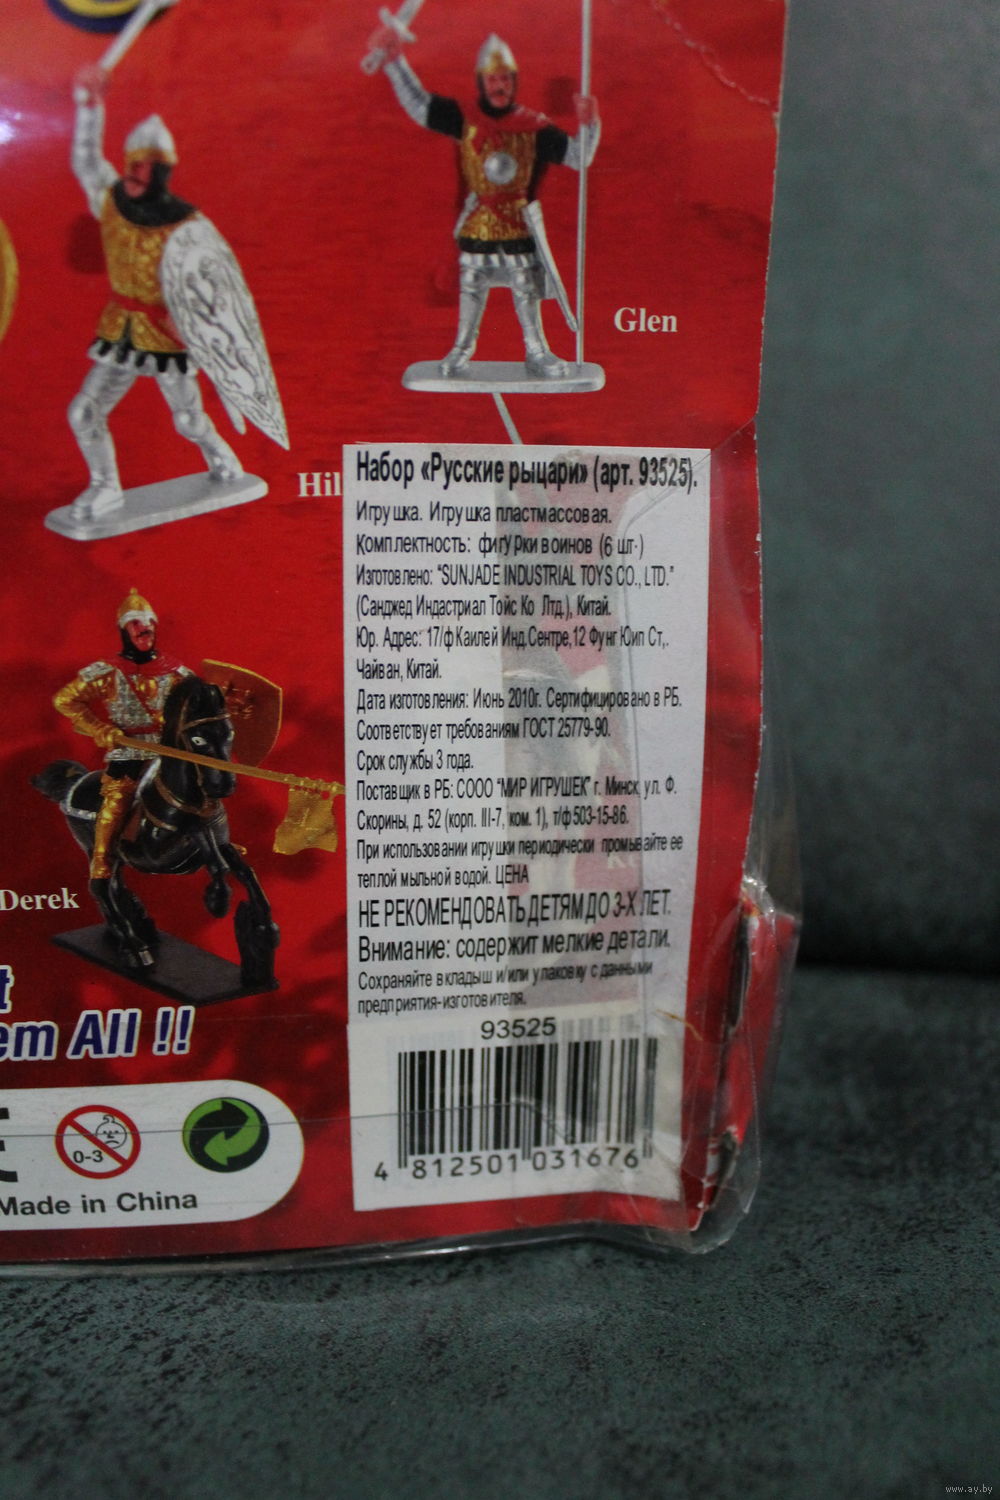 Glen
Hil
Набор «Русские рыцари» (арт. 93525).
Игрушка. Игрушка пластмассовая.
Комплектность: фигурки воинов (6 шт.)
Изготовлено: "SUNJADE INDUSTRIAL TOYS CO., LTD."
(Санджед Индастриал Тойс Ко Лтд.), Китай.
Юр. Адрес: 17/ф Каилей Инд.Сентре,12 Фунг Юип Ст,.
Чайван, Китай.
Дата изготовления: Июнь 2010г. Сертифицировано в РБ.
Соответствует требованиям ГОСТ 25779-90.
Срок службы 3 года.
Поставщик в РБ: СООО "МИР ИГРУШЕК" г. Минск, ул. Ф.
Скорины, д. 52 (корп. III-7, ком. 1), т/ф 503-15-86.
При использовании игрушки периодически промывайте ее
теплой мыльной водой. ЦЕНА
НЕ РЕКОМЕНДОВАТЬ ДЕТЯМ ДО 3-Х ЛЕТ.
Внимание: содержит мелкие детали.
Сохраняйте вкладыш и/или упаковку с данными
предприятия-изготовителя.
93525
4 812501 031676
Derek
t
em All !!
0-3
Made in China
www.ay.by